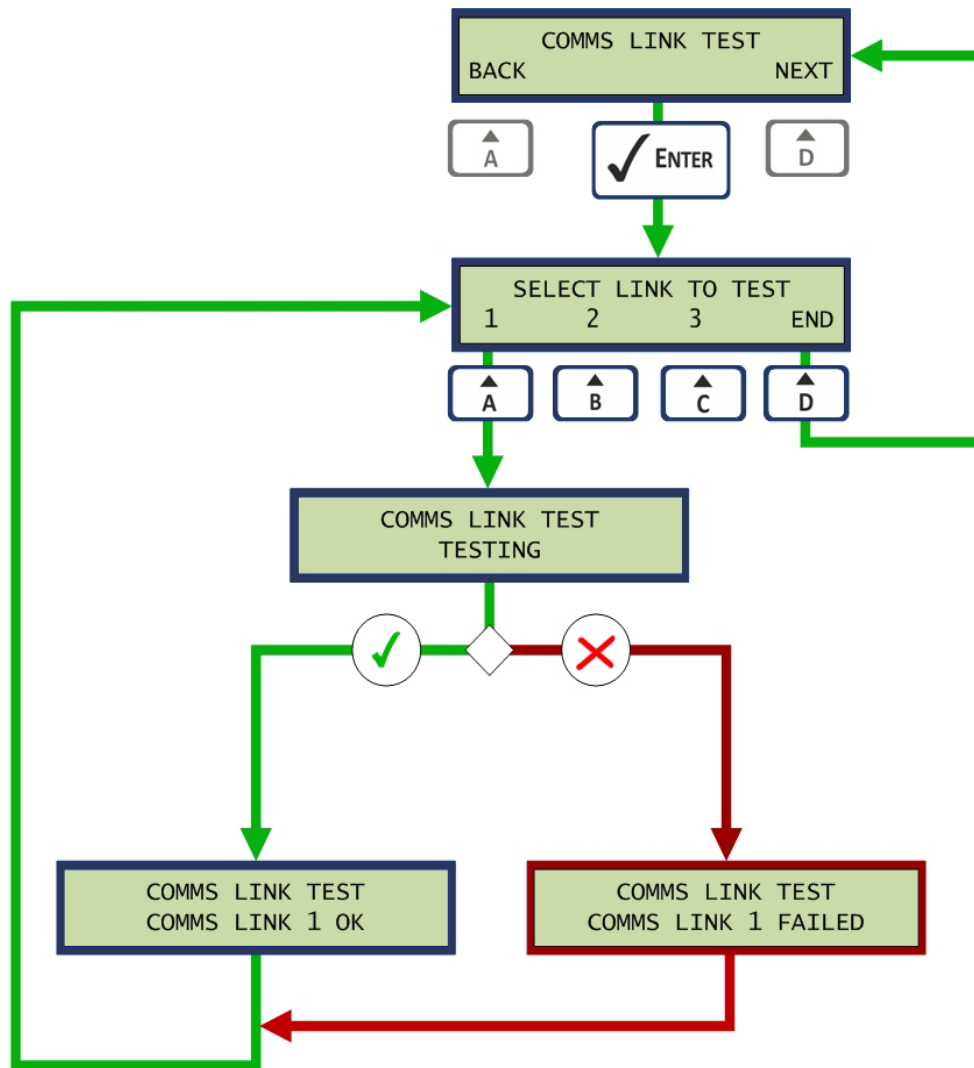 COMMS LINK TEST
BACK NEXT
A ENTER D
SELECT LINK TO TEST
1 2 3 END
A B C D
COMMS LINK TEST
TESTING
COMMS LINK TEST
COMMS LINK 1 OK
COMMS LINK TEST
COMMS LINK 1 FAILED